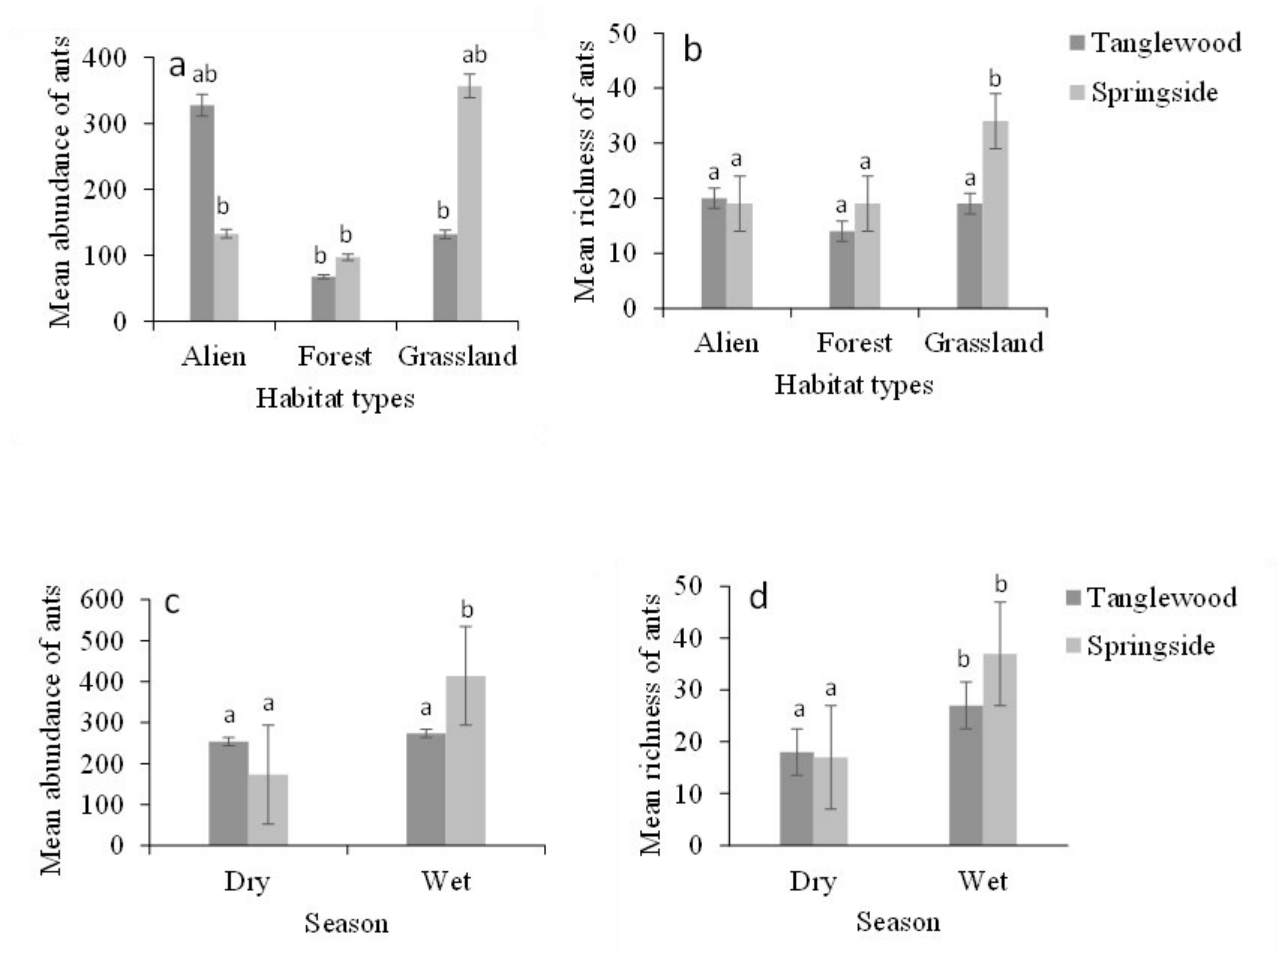 a
Mean abundance of ants
400
300
200
100
0
ab
b
b
b
b
ab
Alien Forest Grassland
Habitat types
b
Mean richness of ants
50
40
30
20
10
0
a
a
a
a
a
b
Alien Forest Grassland
Habitat types
Tanglewood
Springside
c
Mean abundance of ants
600
500
400
300
200
100
0
a
a
a
b
Dry Wet
Season
d
Mean richness of ants
50
40
30
20
10
0
a
a
b
b
Dry Wet
Season
Tanglewood
Springside